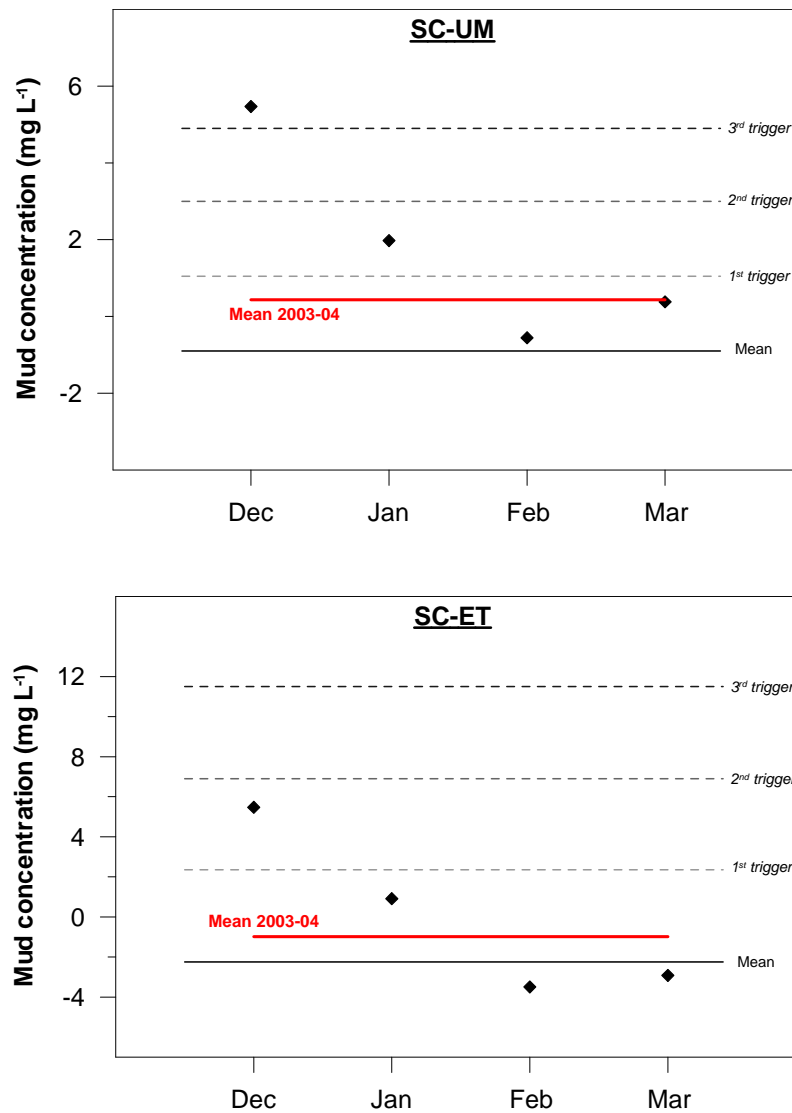 SC-UM
Mud concentration (mg L-1)
6
2
-2
3rd trigger
2nd trigger
1st trigger
Mean 2003-04
Mean
Dec Jan Feb Mar
SC-ET
Mud concentration (mg L-1)
12
8
4
0
-4
3rd trigger
2nd trigger
1st trigger
Mean 2003-04
Mean
Dec Jan Feb Mar